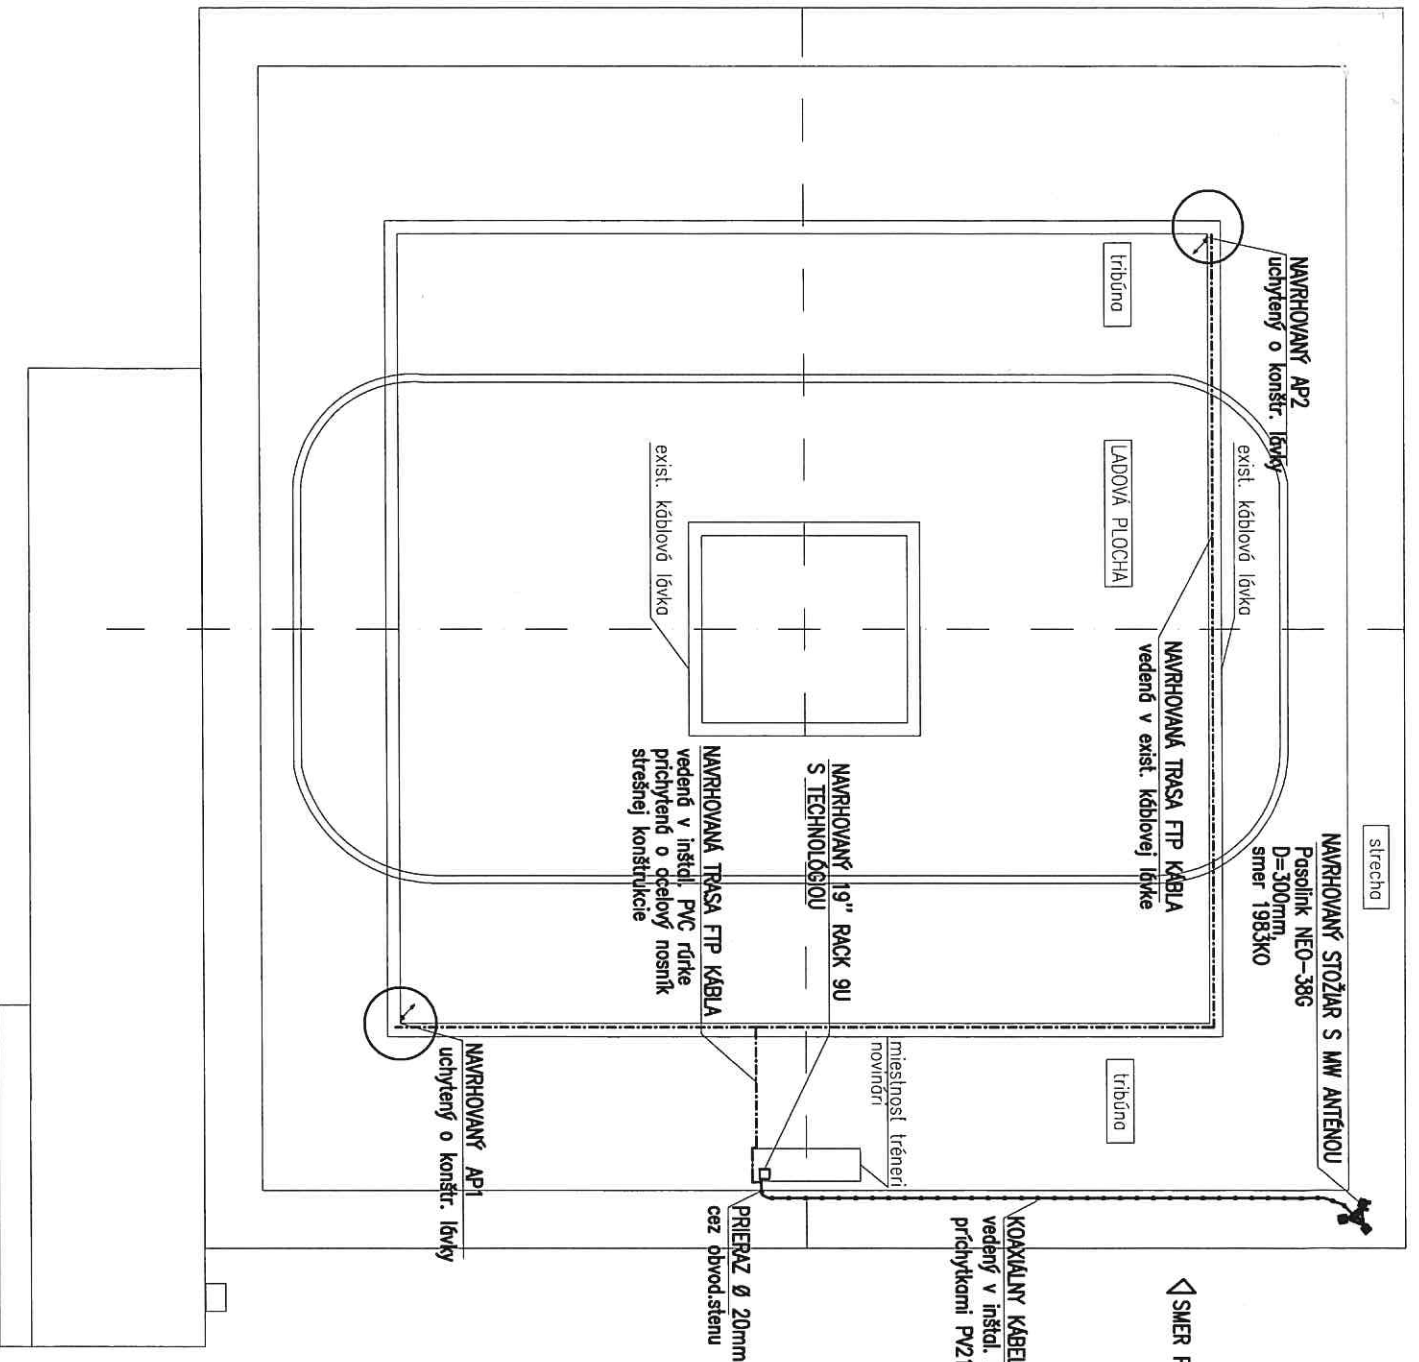 strecha
NAVRHOVANÝ STOŽIAR S MW ANTÉNOU
Pasolink NEO-38G
D=300mm,
smer 1983KO
NAVRHOVANÝ AP2
uchytený o konštr. lávky
exist. káblová lávka
NAVRHOVANÁ TRASA FTP KÁBLA
vedená v exist. káblovej lávke
tribúna
ĽADOVÁ PLOCHA
tribúna
SMER
KOAXIÁLNY KÁBEL
vedený v inštal.
príchytkami PV21
miestnosť tréneri
novinári
NAVRHOVANÝ 19" RACK 9U
S TECHNOLÓGIOU
PRIERAZ Ø 20mm
cez obvod.stenu
NAVRHOVANÁ TRASA FTP KÁBLA
vedená v inštal. PVC rúrke
prichytená o ocelový nosník
strešnej konštrukcie
exist. káblová lávka
NAVRHOVANÝ AP1
uchytený o konštr. lávky